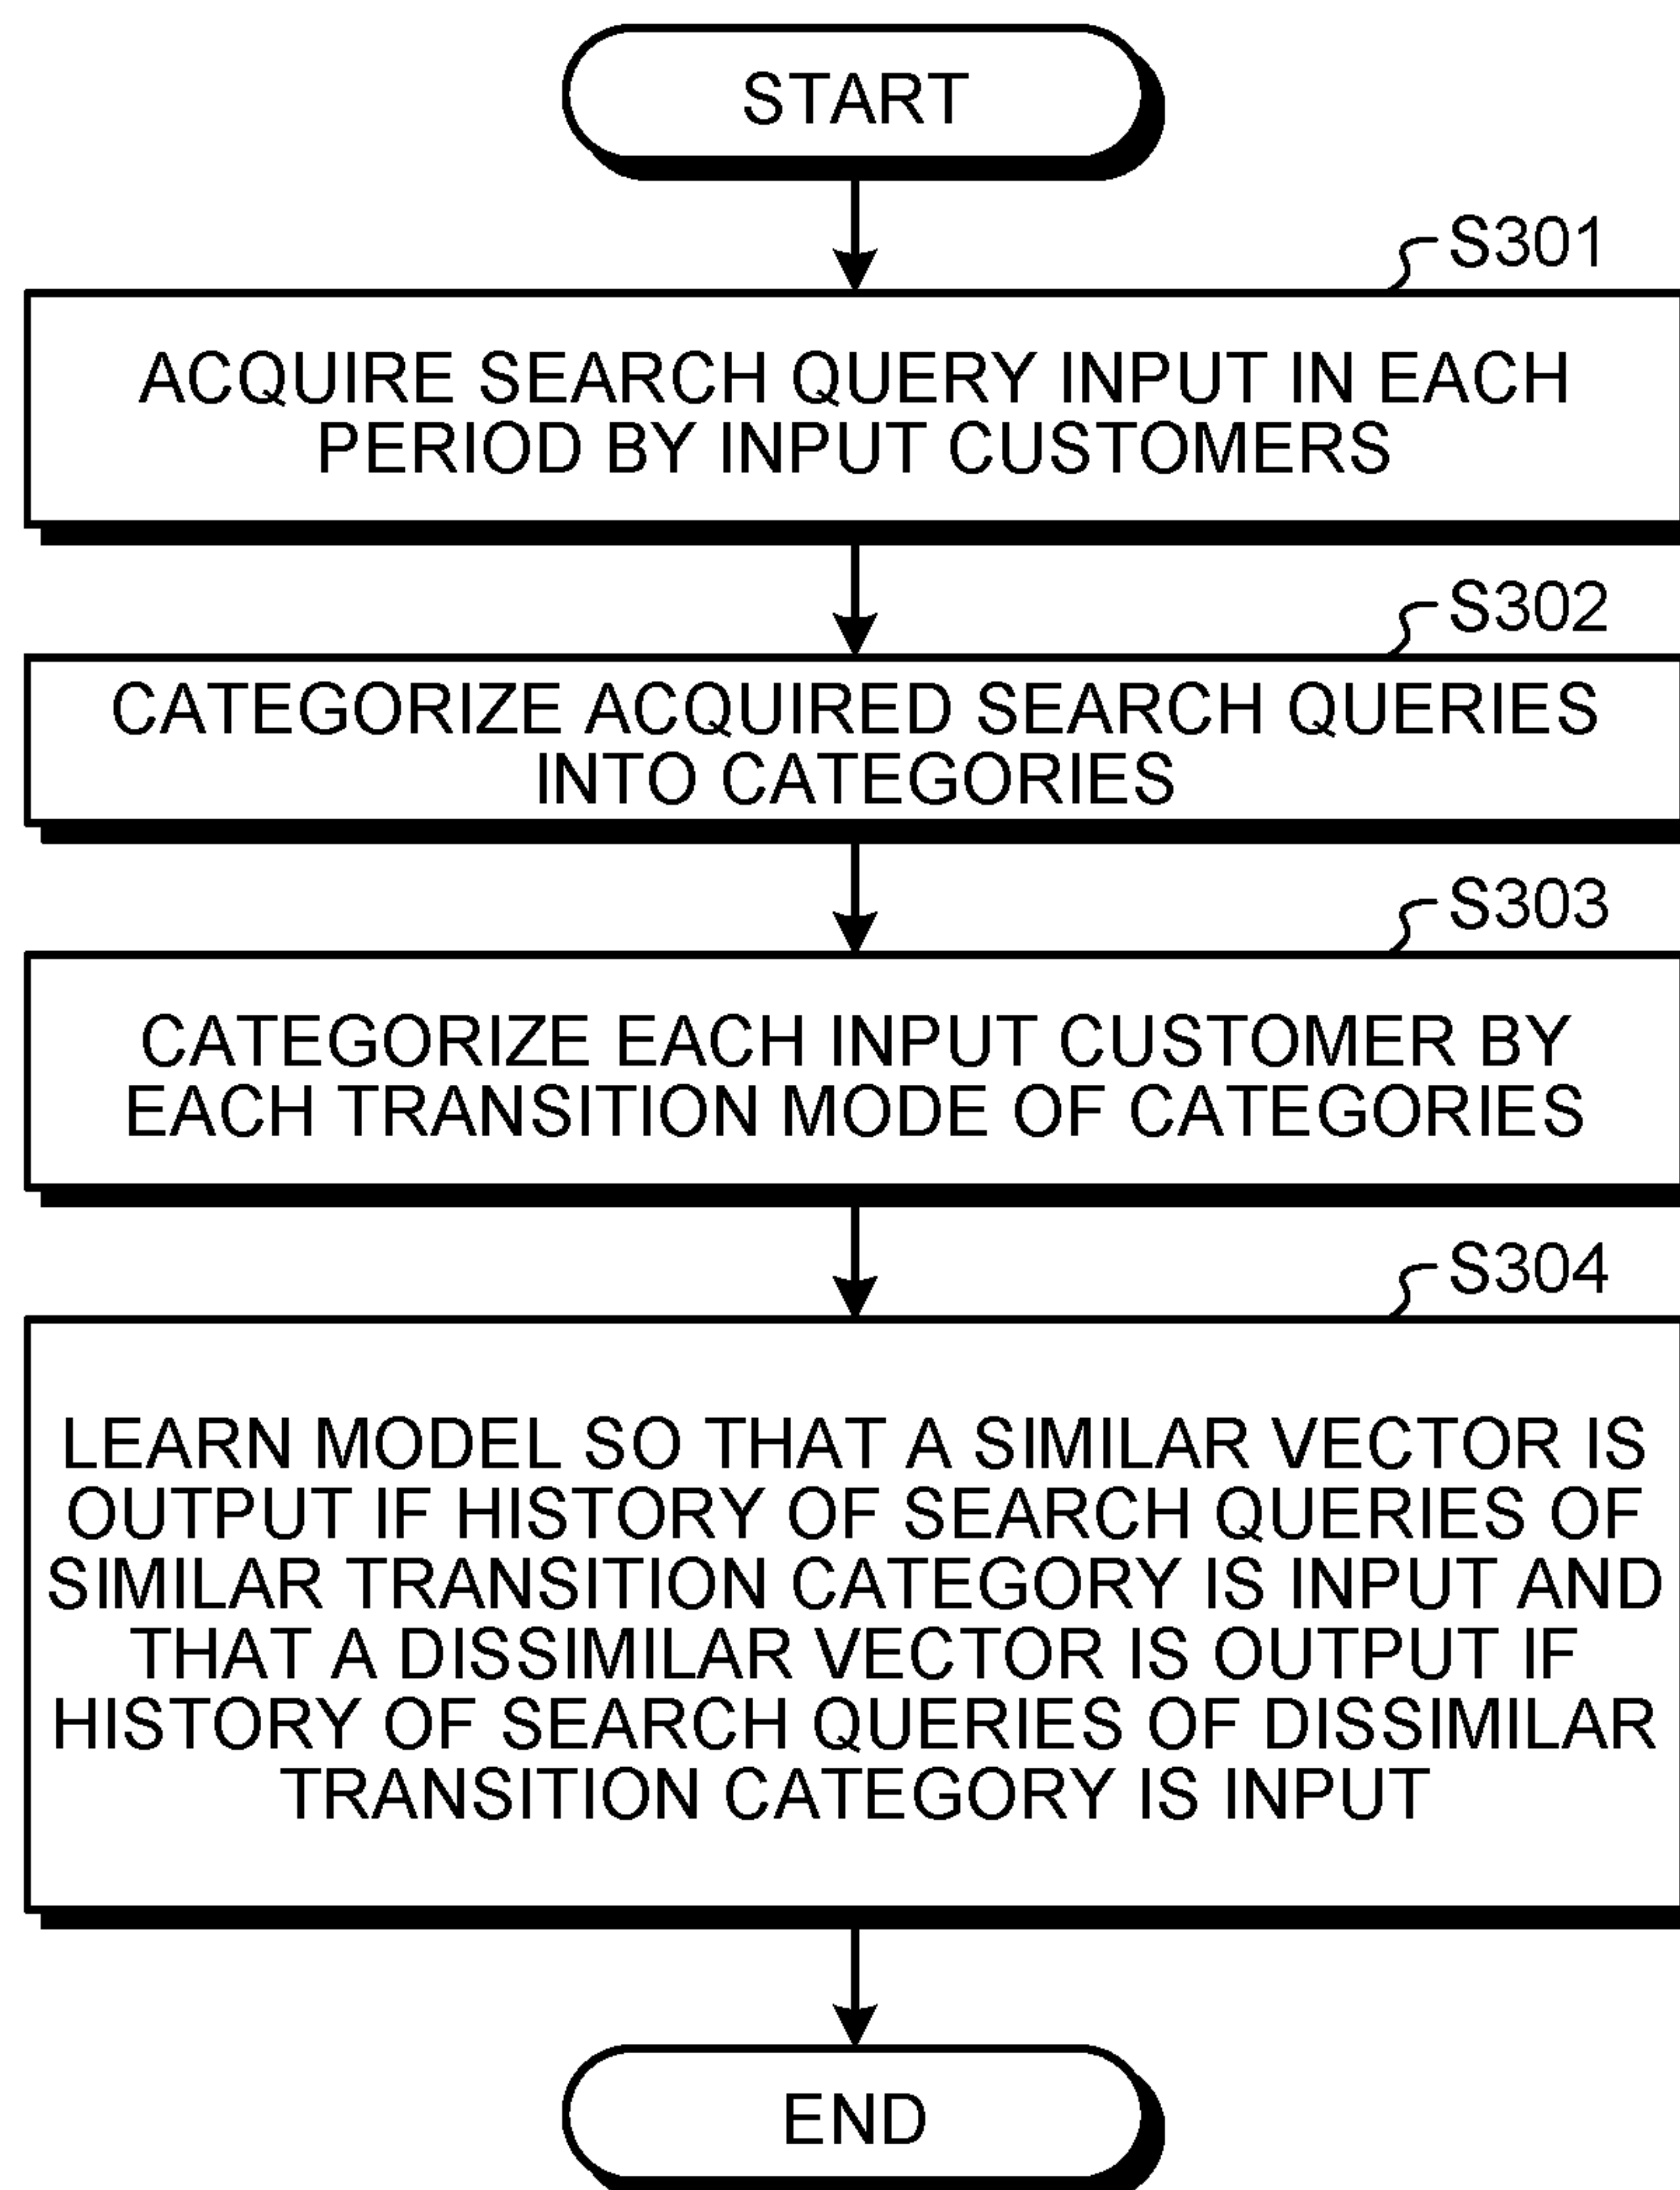 START
S301
ACQUIRE SEARCH QUERY INPUT IN EACH
PERIOD BY INPUT CUSTOMERS
S302
CATEGORIZE ACQUIRED SEARCH QUERIES
INTO CATEGORIES
S303
CATEGORIZE EACH INPUT CUSTOMER BY
EACH TRANSITION MODE OF CATEGORIES
S304
LEARN MODEL SO THAT A SIMILAR VECTOR IS
OUTPUT IF HISTORY OF SEARCH QUERIES OF
SIMILAR TRANSITION CATEGORY IS INPUT AND
THAT A DISSIMILAR VECTOR IS OUTPUT IF
HISTORY OF SEARCH QUERIES OF DISSIMILAR
TRANSITION CATEGORY IS INPUT
END